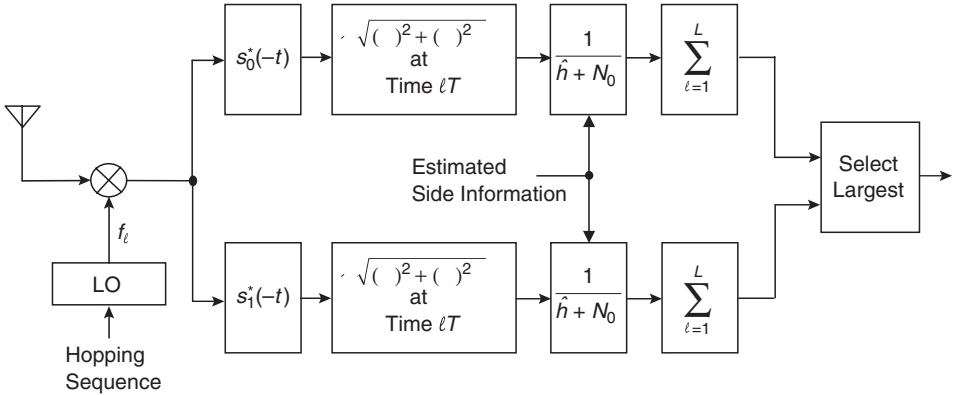 s₀*(−t)
√( )² + ( )²
at
Time ℓT
1
ĥ + N₀
L
∑
ℓ=1
Estimated
Side Information
Select
Largest
f_ℓ
LO
Hopping
Sequence
s₁*(−t)
√( )² + ( )²
at
Time ℓT
1
ĥ + N₀
L
∑
ℓ=1